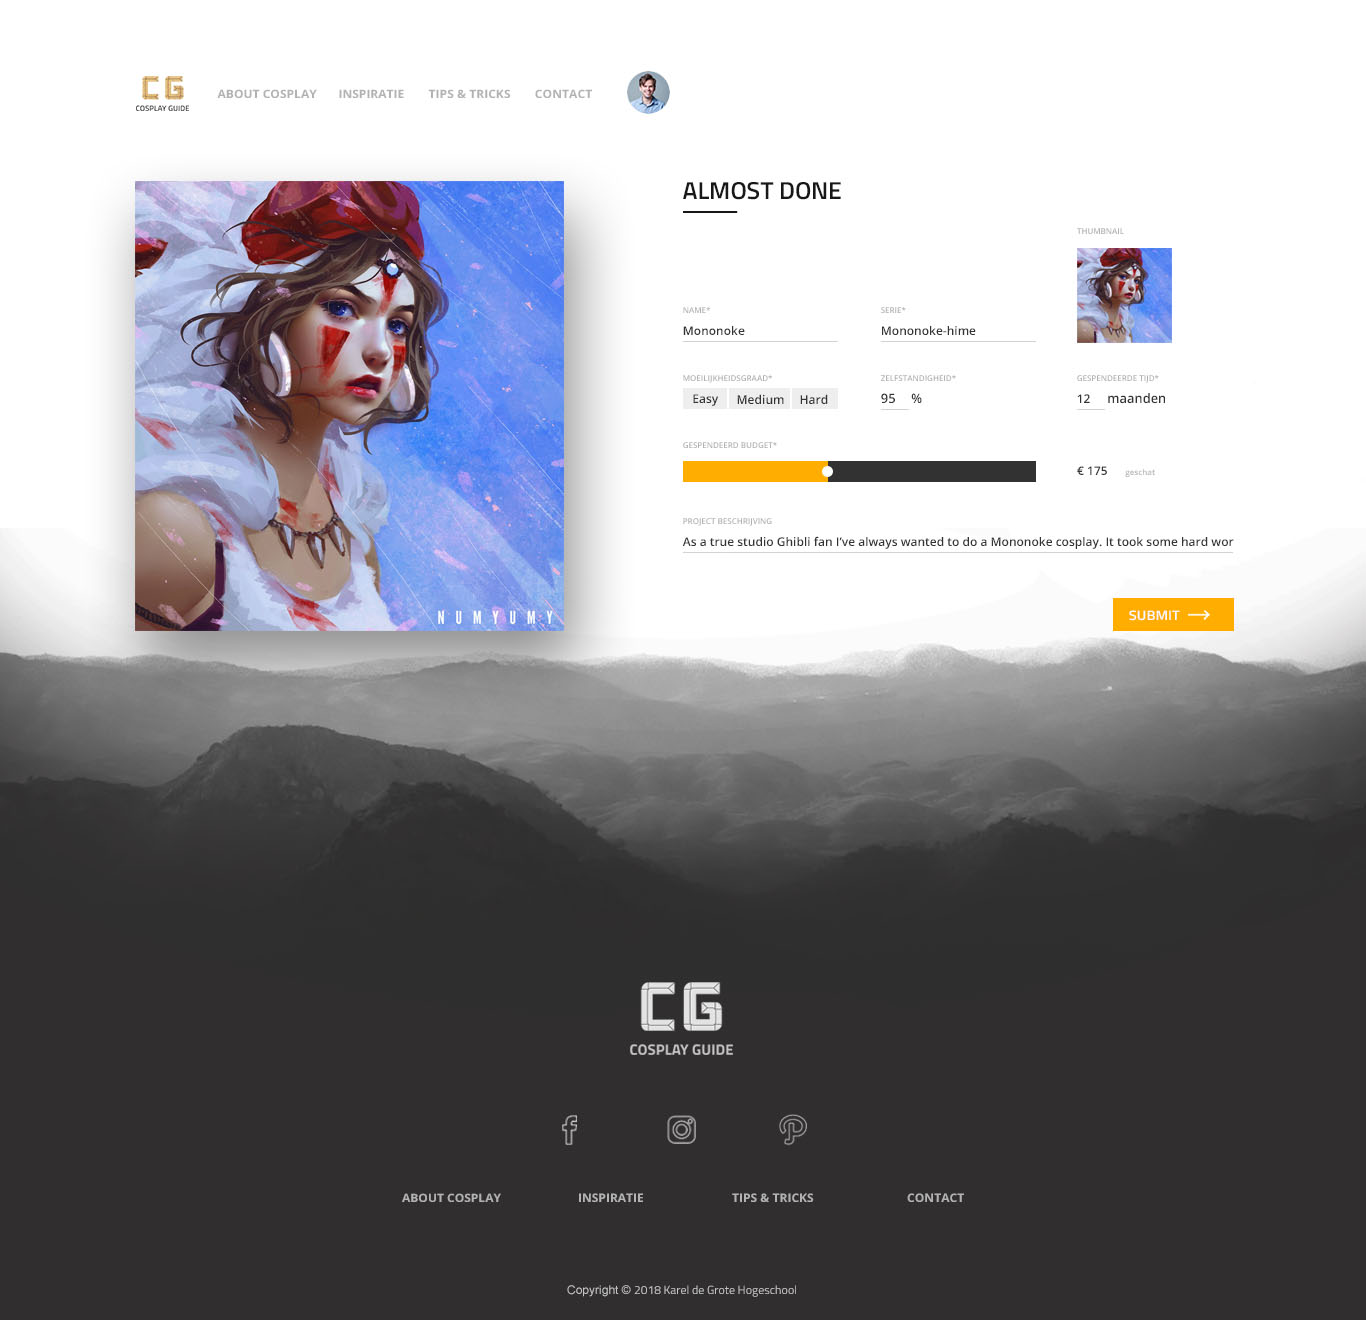 CG
COSPLAY GUIDE
ABOUT COSPLAY INSPIRATIE TIPS & TRICKS CONTACT
ALMOST DONE
THUMBNAIL
NAME* SERIE*
Mononoke Mononoke-hime
MOEILIJKHEIDSGRAAD* ZELFSTANDIGHEID* GESPENDEERDE TIJD*
Easy Medium Hard 95 % 12 maanden
GESPENDEERD BUDGET*
€ 175 geschat
PROJECT BESCHRIJVING
As a true studio Ghibli fan I've always wanted to do a Mononoke cosplay. It took some hard wor
NUMYUMY
SUBMIT
CG
COSPLAY GUIDE
ABOUT COSPLAY INSPIRATIE TIPS & TRICKS CONTACT
Copyright © 2018 Karel de Grote Hogeschool